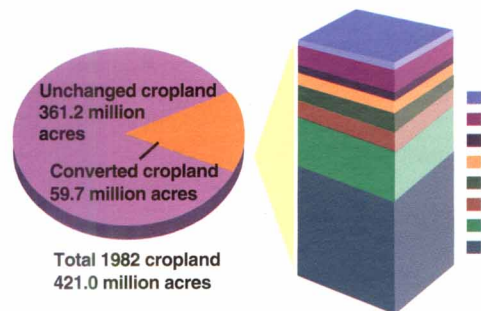 Unchanged cropland
361.2 million
acres
Converted cropland
59.7 million acres
Total 1982 cropland
421.0 million acres